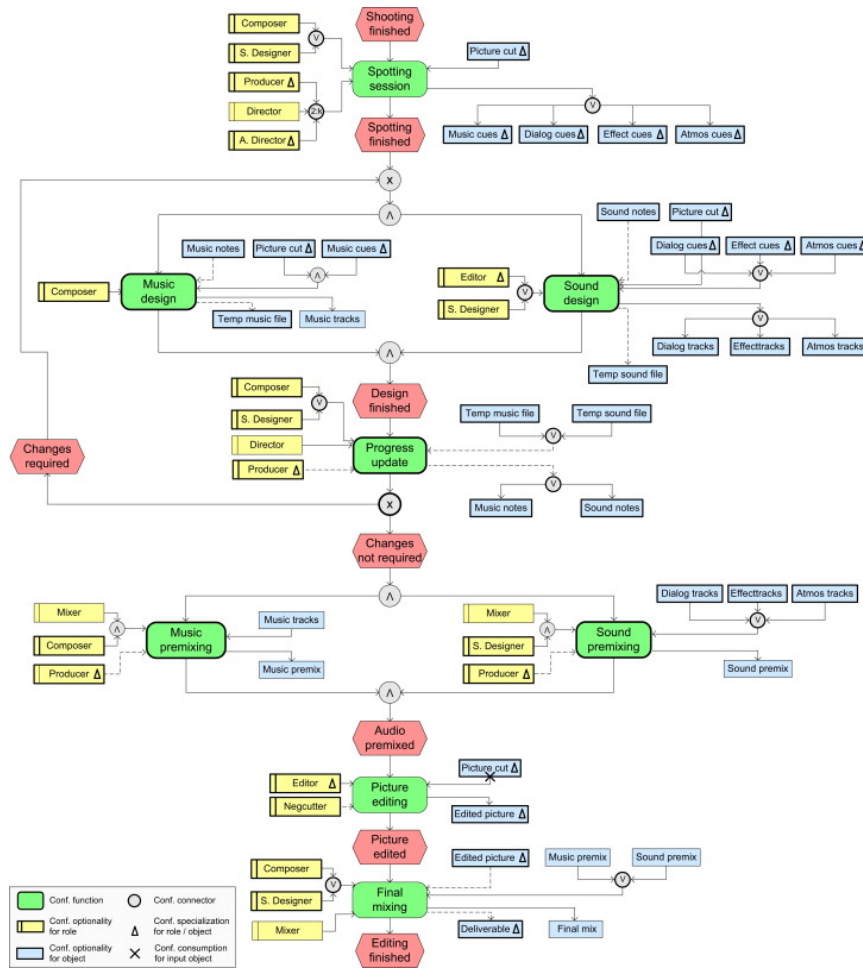 Composer
Shooting
finished
S. Designer
V
Picture cut Δ
Spotting
session
Producer Δ
Director
2:k
A. Director Δ
V
Music cues Δ
Dialog cues Δ
Effect cues Δ
Atmos cues Δ
Spotting
finished
X
Λ
Music notes
Picture cut Δ
Music cues Δ
Sound notes
Picture cut Δ
Dialog cues Δ
Effect cues Δ
Atmos cues Δ
Λ
V
Composer
Music
design
Editor Δ
V
S. Designer
Sound
design
Temp music file
Music tracks
V
Dialog tracks
Effecttracks
Atmos tracks
Λ
Temp sound file
Composer
V
S. Designer
Design
finished
Temp music file
Temp sound file
V
Director
Producer Δ
Progress
update
Changes
required
V
Music notes
Sound notes
X
Changes
not required
Λ
Mixer
Λ
Composer
Producer Δ
Music
premixing
Music tracks
Music premix
Mixer
Λ
S. Designer
Producer Δ
Sound
premixing
Dialog tracks
Effecttracks
Atmos tracks
V
Sound premix
Λ
Audio
premixed
Picture cut Δ
Editor Δ
Negcutter
Picture
editing
Edited picture Δ
Picture
edited
Composer
V
S. Designer
Mixer
Edited picture Δ
Music premix
Sound premix
V
Final
mixing
Deliverable Δ
Final mix
Editing
finished
Conf. function
Conf. connector
Conf. optionality
for role
Δ
Conf. specialization
for role / object
Conf. optionality
for object
X
Conf. consumption
for input object